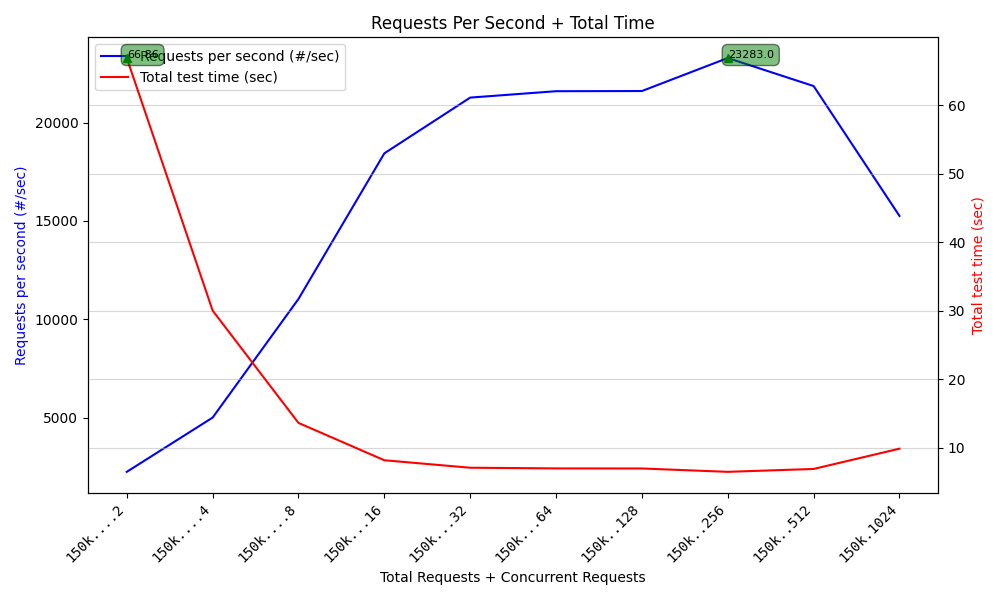 Requests Per Second + Total Time
66.86
Requests per second (#/sec)
Total test time (sec)
23283.0
Requests per second (#/sec)
20000
15000
10000
5000
60
50
40
30
20
10
Total test time (sec)
150k....2
150k....4
150k....8
150k...16
150k...32
150k...64
150k..128
150k..256
150k..512
150k.1024
Total Requests + Concurrent Requests